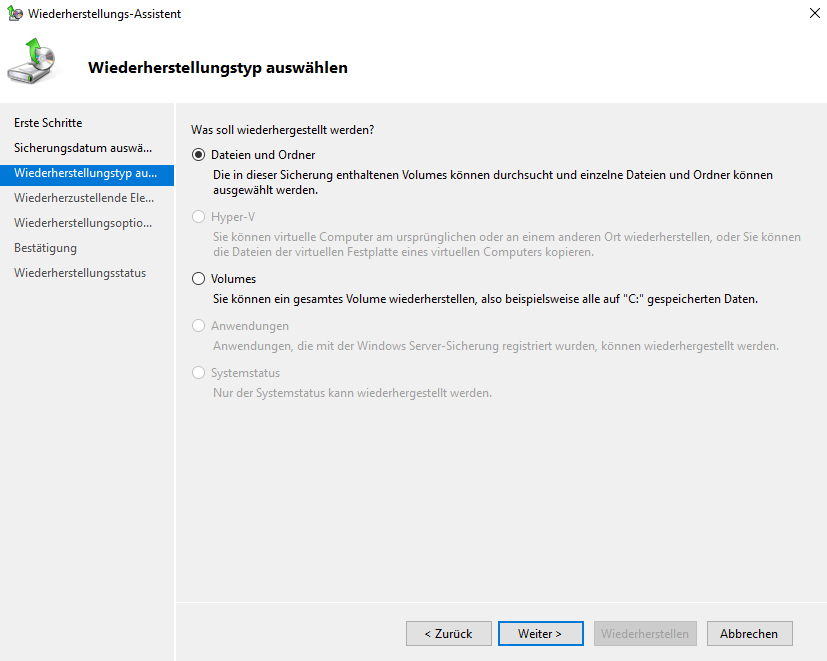 Wiederherstellungs-Assistent
Wiederherstellungstyp auswählen
Erste Schritte
Sicherungsdatum auswä...
Wiederherstellungstyp au...
Wiederherzustellende Ele...
Wiederherstellungsoptio...
Bestätigung
Wiederherstellungsstatus
Was soll wiederhergestellt werden?
Dateien und Ordner
Die in dieser Sicherung enthaltenen Volumes können durchsucht und einzelne Dateien und Ordner können
ausgewählt werden.
Hyper-V
Sie können virtuelle Computer am ursprünglichen oder an einem anderen Ort wiederherstellen, oder Sie können
die Dateien der virtuellen Festplatte eines virtuellen Computers kopieren.
Volumes
Sie können ein gesamtes Volume wiederherstellen, also beispielsweise alle auf "C:" gespeicherten Daten.
Anwendungen
Anwendungen, die mit der Windows Server-Sicherung registriert wurden, können wiederhergestellt werden.
Systemstatus
Nur der Systemstatus kann wiederhergestellt werden.
< Zurück
Weiter >
Wiederherstellen
Abbrechen